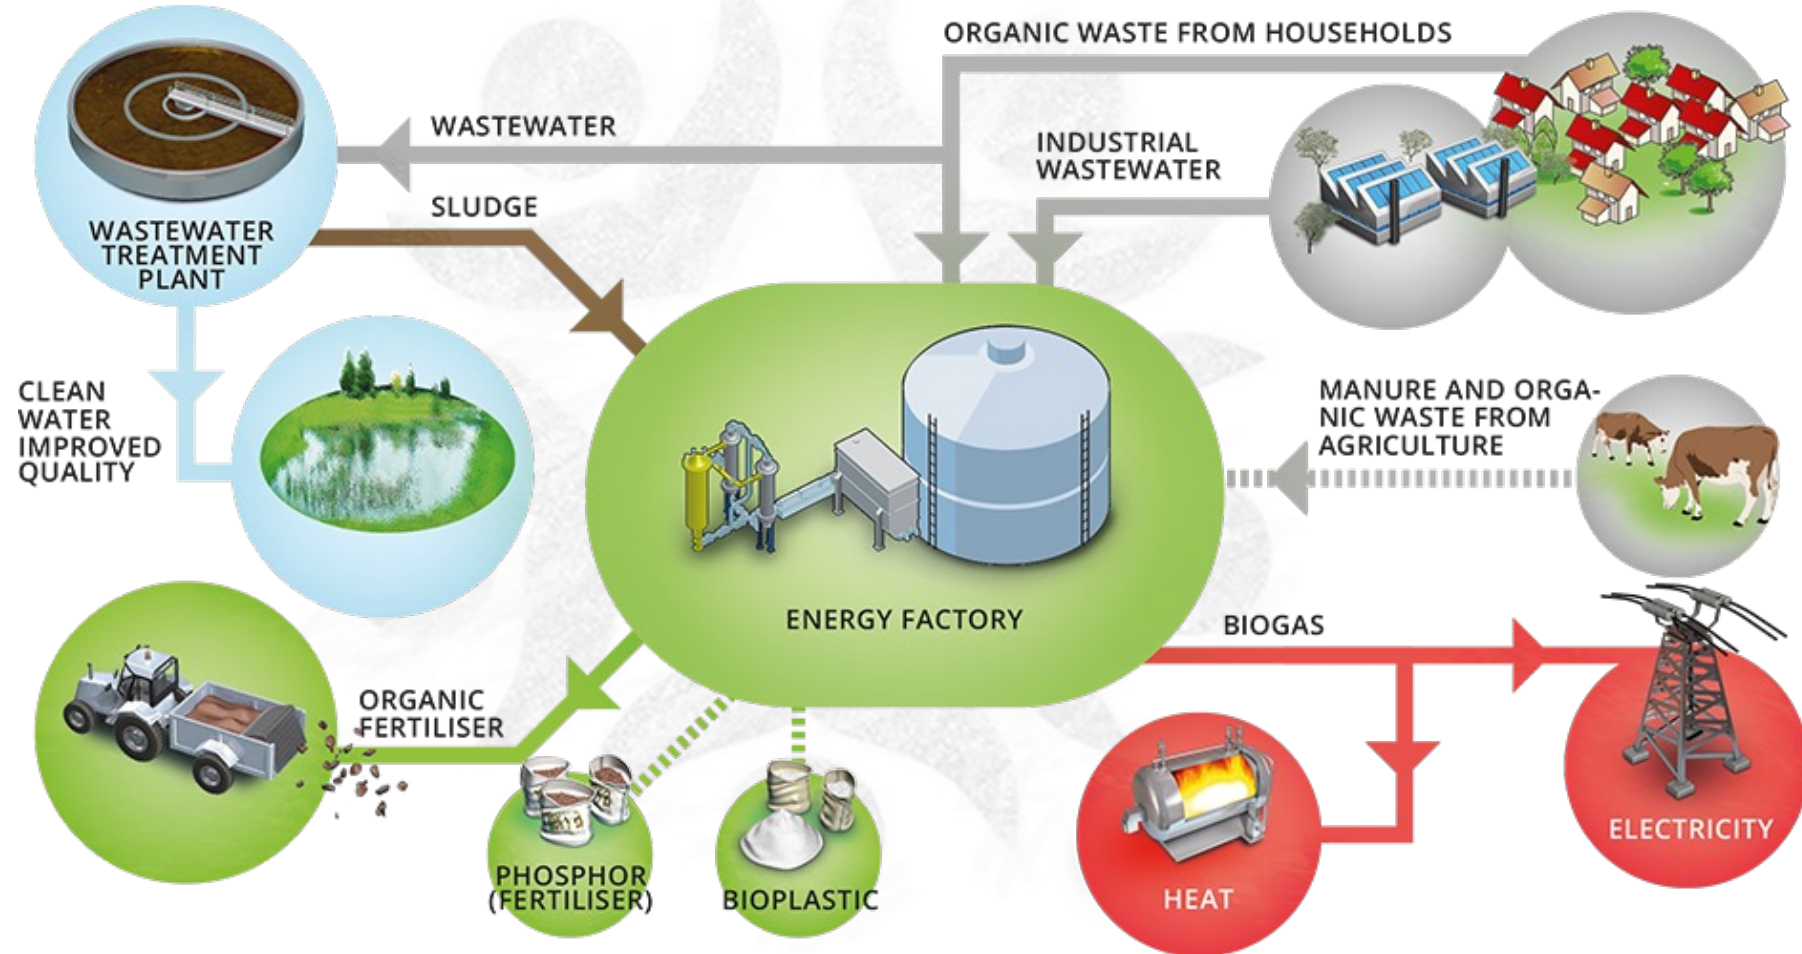 ORGANIC WASTE FROM HOUSEHOLDS
WASTEWATER
INDUSTRIAL
WASTEWATER
SLUDGE
WASTEWATER
TREATMENT
PLANT
CLEAN
WATER
IMPROVED
QUALITY
MANURE AND ORGA-
NIC WASTE FROM
AGRICULTURE
ENERGY FACTORY
BIOGAS
ORGANIC
FERTILISER
PHOSPHOR
(FERTILISER)
BIOPLASTIC
HEAT
ELECTRICITY